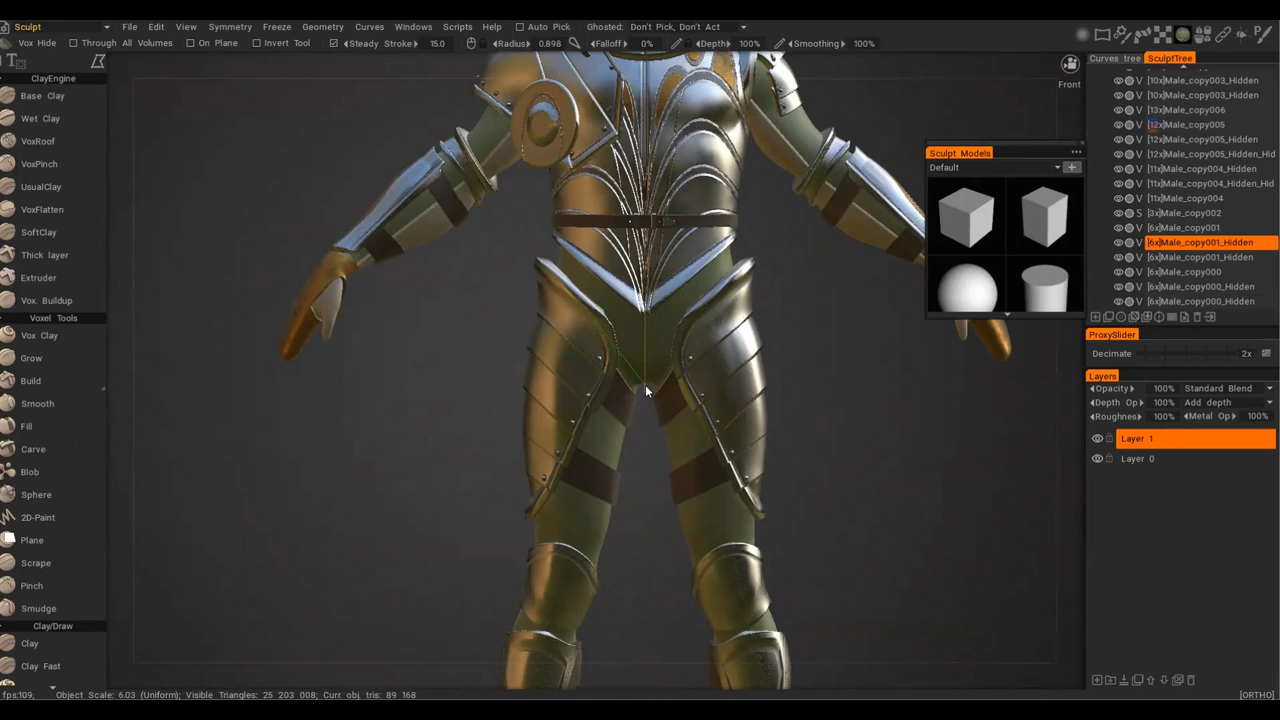 Sculpt File Edit View Symmetry Freeze Geometry Curves Windows Scripts Help Auto Pick Ghosted: Don't Pick, Don't Act
Vox Hide Through All Volumes On Plane Invert Tool Steady Stroke 15.0 Radius 0.898 Falloff 0% Depth 100% Smoothing 100%
ClayEngine
Base Clay
Wet Clay
VoxRoof
VoxPinch
UsualClay
VoxFlatten
SoftClay
Thick layer
Extruder
Vox. Buildup
Voxel Tools
Vox Clay
Grow
Build
Smooth
Fill
Carve
Blob
Sphere
2D-Paint
Plane
Scrape
Pinch
Smudge
Clay/Draw
Clay
Clay Fast
Front
Sculpt Models
Default
Curves tree SculptTree
V [10x]Male_copy003_Hidden
V [10x]Male_copy003_Hidden
V [13x]Male_copy006
V [12x]Male_copy005
V [12x]Male_copy005_Hidden
V [12x]Male_copy005_Hidden_Hid
V [11x]Male_copy004_Hidden
V [11x]Male_copy004_Hidden_Hid
V [11x]Male_copy004
S [3x]Male_copy002
V [6x]Male_copy001
V [6x]Male_copy001_Hidden
V [6x]Male_copy001_Hidden
V [6x]Male_copy000
V [6x]Male_copy000_Hidden
V [6x]Male_copy000_Hidden
ProxySlider
Decimate 2x
Layers
Opacity 100% Standard Blend
Depth Op 100% Add depth
Roughness 100% Metal Op 100%
Layer 1
Layer 0
fps:109, Object Scale: 6.03 (Uniform); Visible Triangles: 25 203 008; Curr. obj. tris: 89 168 [ORTHO]